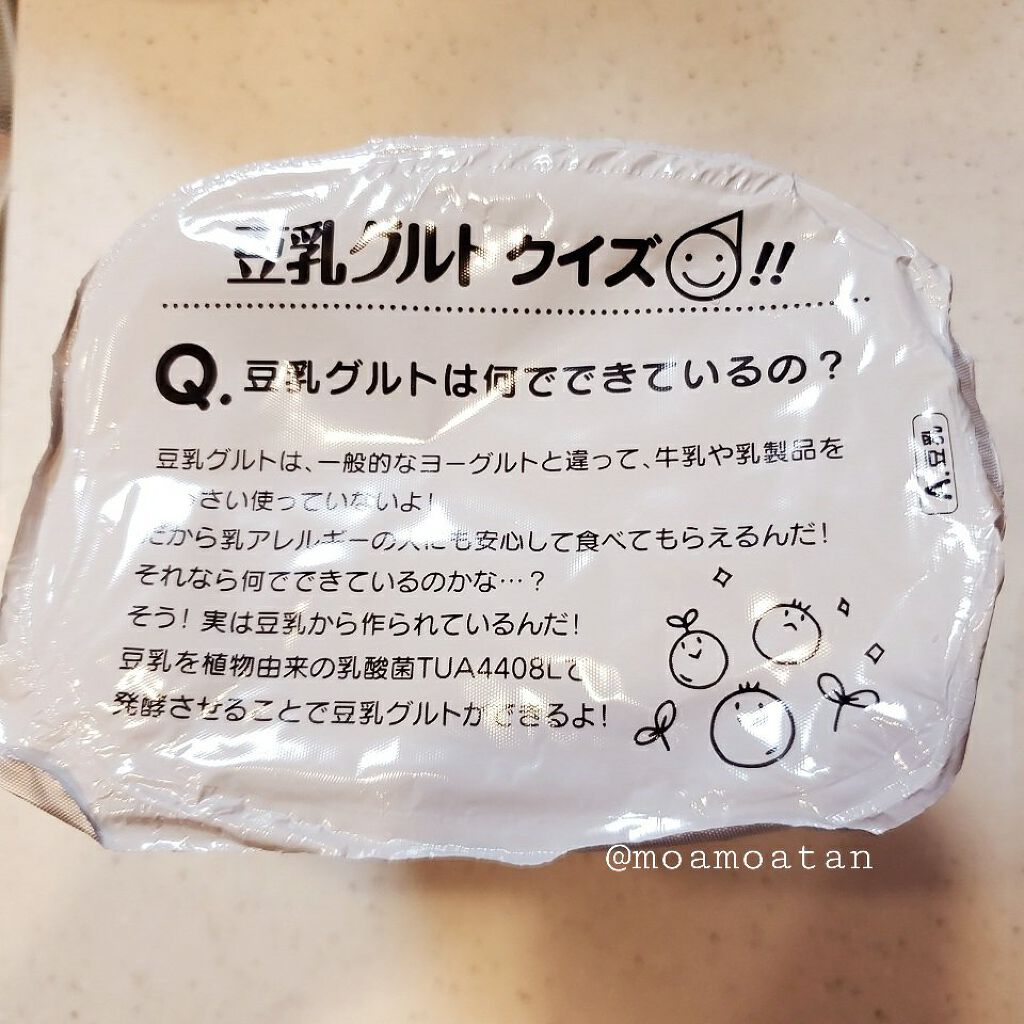 豆乳グルト クイズ!!
Q. 豆乳グルトは何でできているの?
豆乳グルトは、一般的なヨーグルトと違って、牛乳や乳製品を
さい使っていないよ!
だから乳アレルギーの人にも安心して食べてもらえるんだ!
それなら何でできているのかな…?
そう! 実は豆乳から作られているんだ!
豆乳を植物由来の乳酸菌TUA4408Lで
発酵させることで豆乳グルトができるよ!
@moamoatan